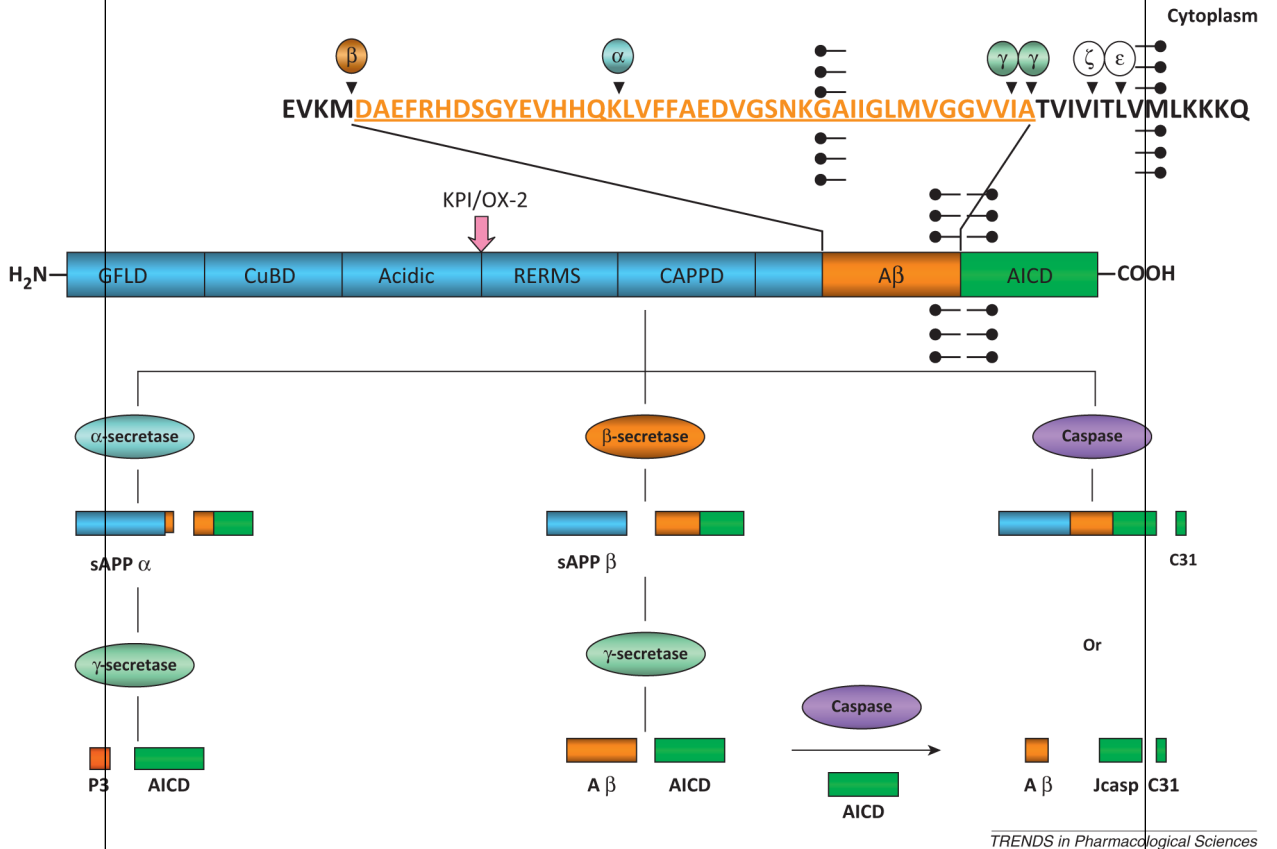 Cytoplasm
β α γ γ ζ ε
EVKMDAEFRHDSGYEVHHQKLVFFAEDVGSNKGAIIGLMVGGVVIATVIVITLVMLKKKQ
KPI/OX-2
H2N GFLD CuBD Acidic RERMS CAPPD Aβ AICD COOH
α-secretase β-secretase Caspase
sAPP α sAPP β C31
γ-secretase γ-secretase Or
Caspase
P3 AICD A β AICD A β Jcasp C31
AICD
TRENDS in Pharmacological Sciences